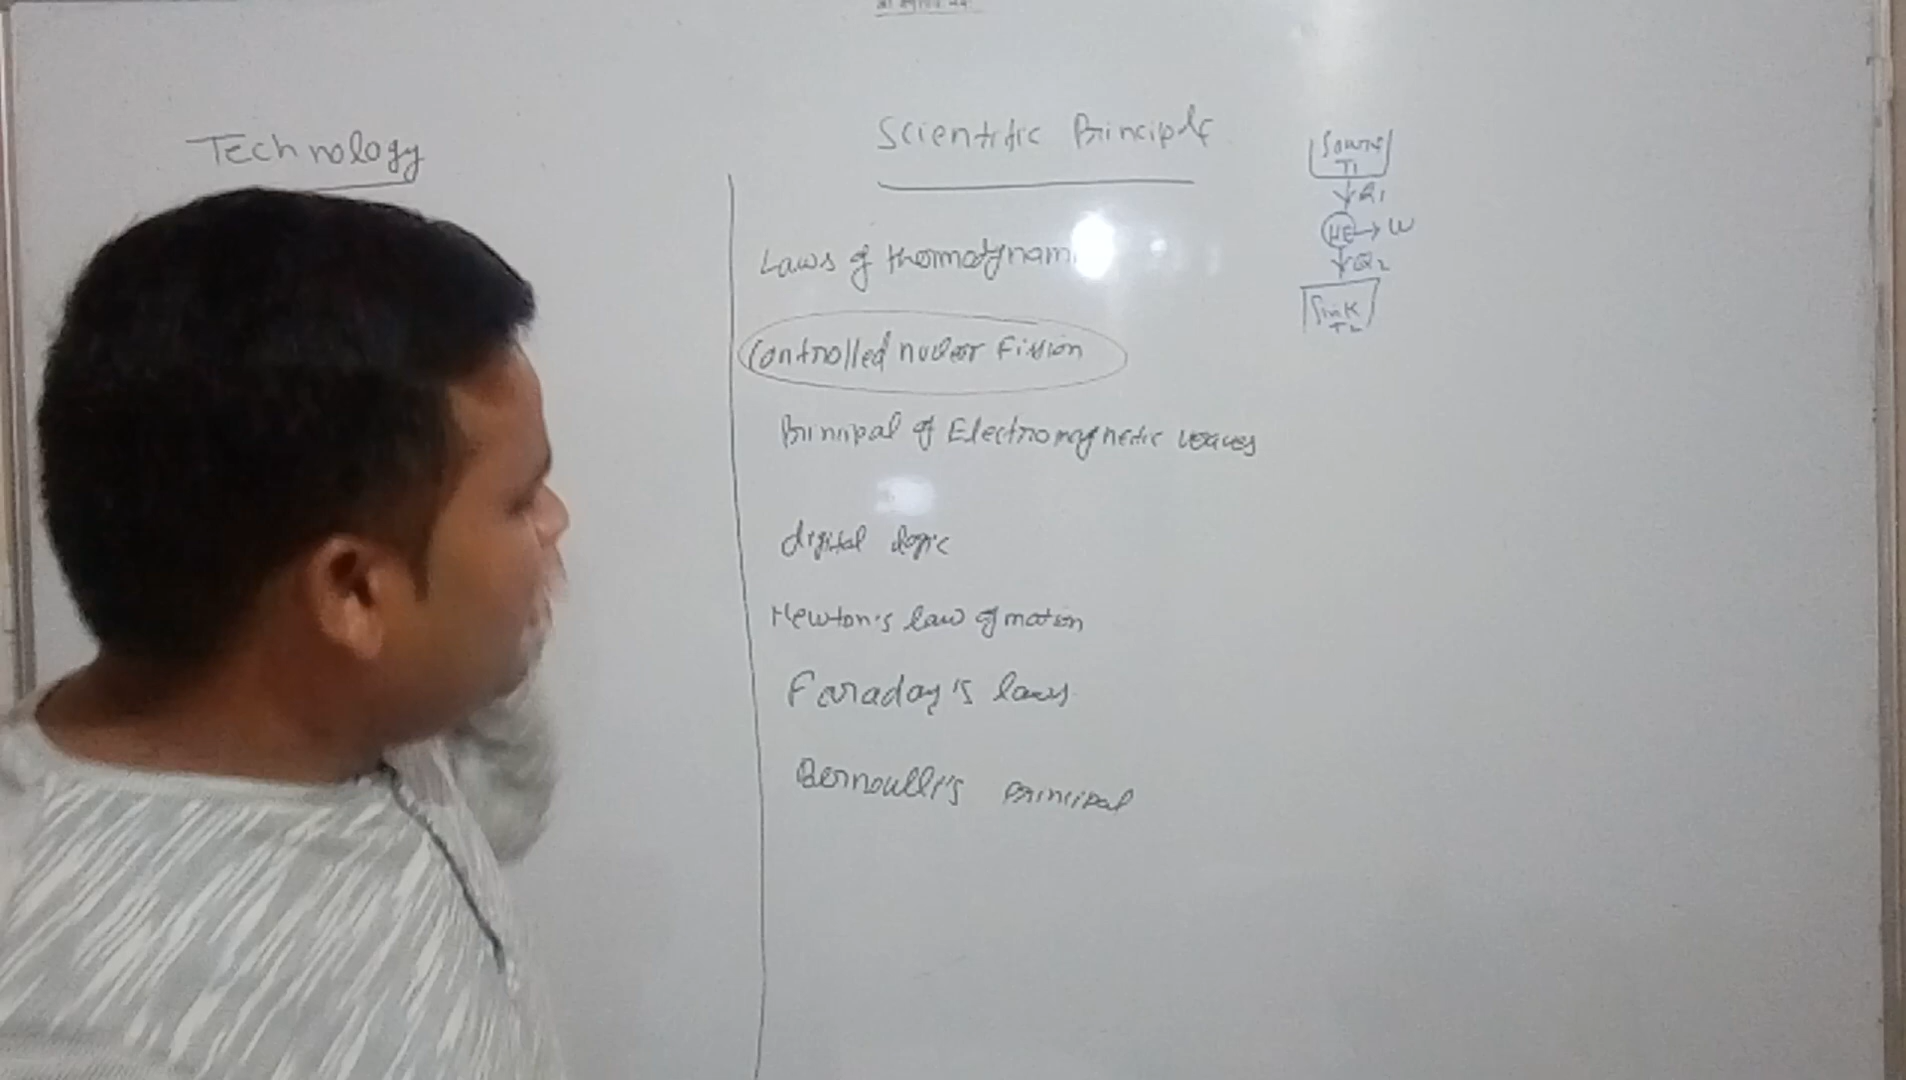 Technology
Scientific Principle
Laws of thermodynam
Controlled nuclear Fission
Principal of Electromagnetic waves
digital logic
Newton's law of motion
Faraday's laws
Bernoulli's principal
Source
T1
Q1
HE → W
Q2
Sink
T2